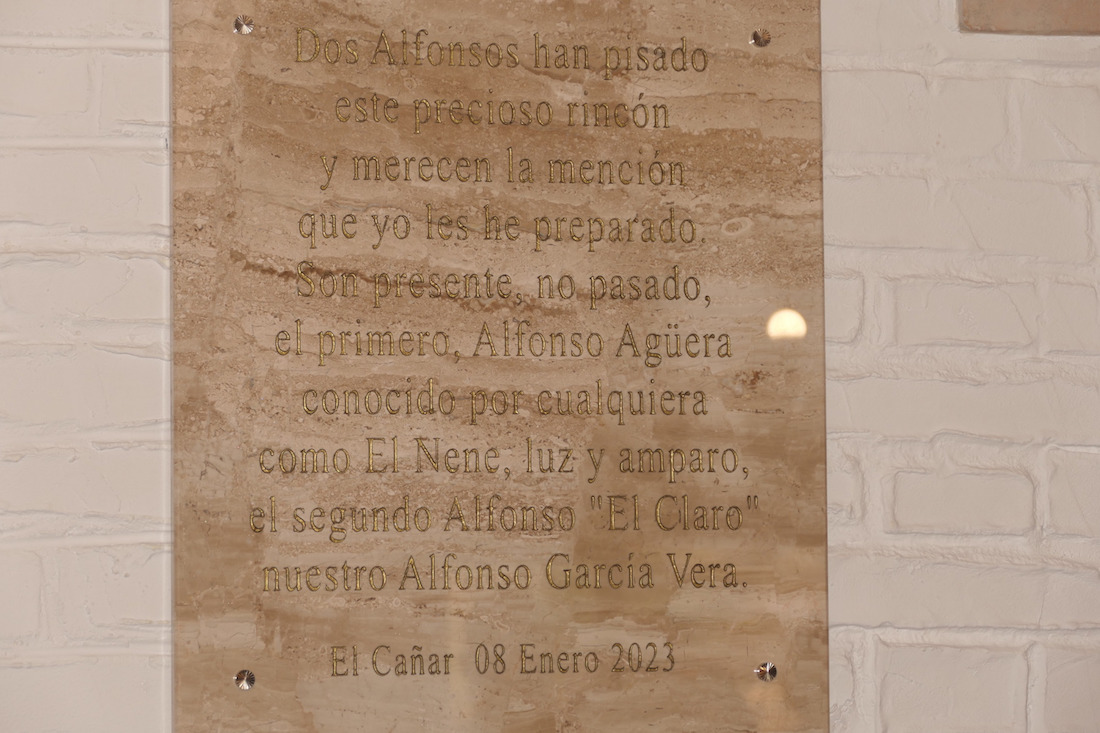 Dos Alfonsos han pisado
este precioso rincón
y merecen la mención
que yo les he preparado.
Son presente, no pasado,
el primero, Alfonso Agüera
conocido por cualquiera
como El Nene, luz y amparo,
el segundo Alfonso "El Claro"
nuestro Alfonso García Vera.
El Cañar 08 Enero 2023